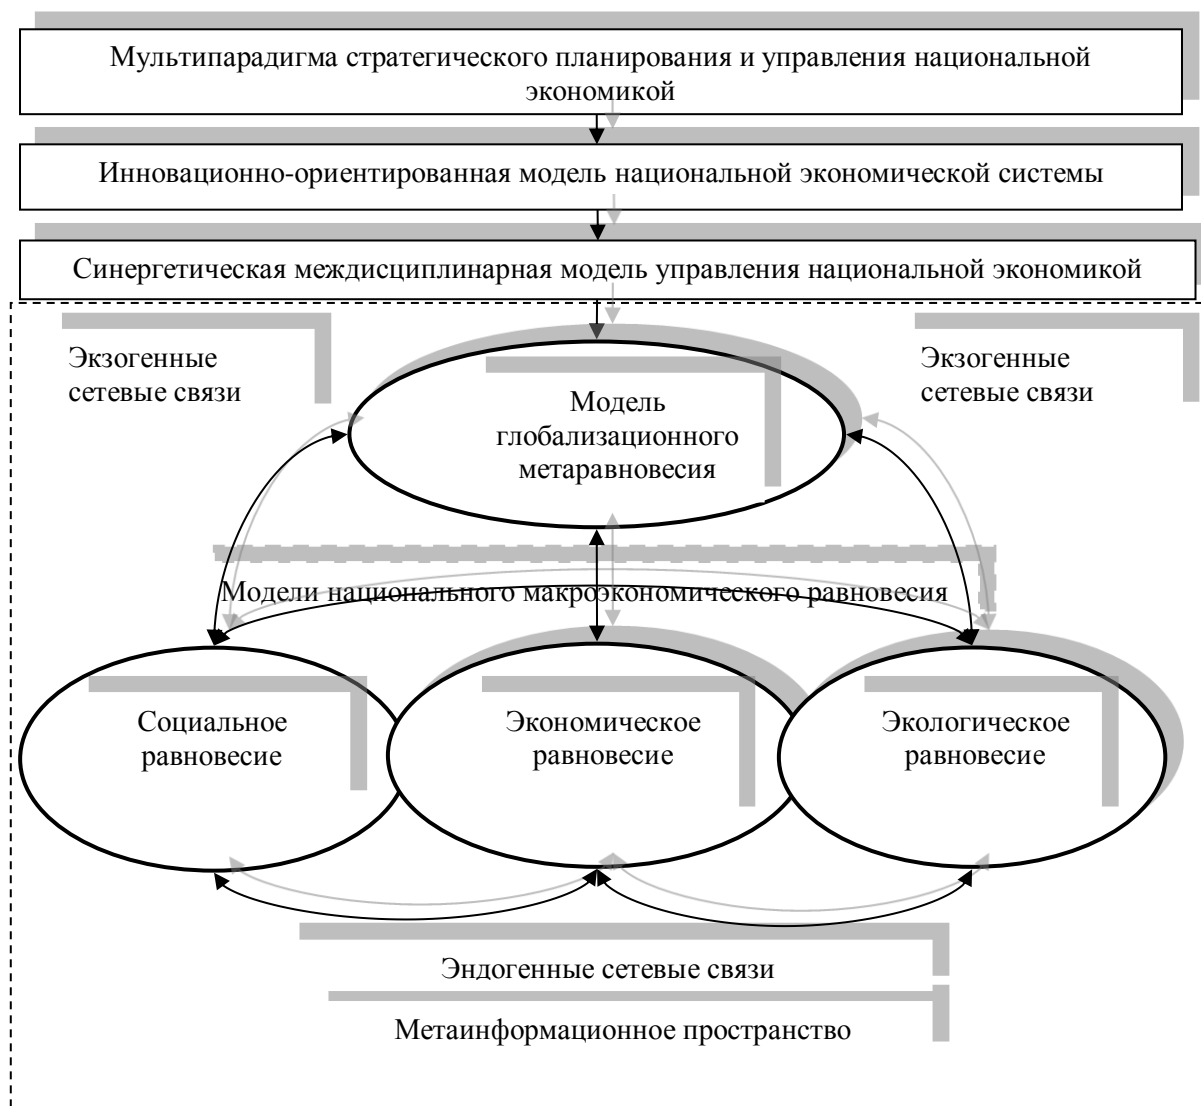 Мультипарадигма стратегического планирования и управления национальной
экономикой
Инновационно-ориентированная модель национальной экономической системы
Синергетическая междисциплинарная модель управления национальной экономикой
Экзогенные
сетевые связи
Экзогенные
сетевые связи
Модель
глобализационного
метаравновесия
Модели национального макроэкономического равновесия
Социальное
равновесие
Экономическое
равновесие
Экологическое
равновесие
Эндогенные сетевые связи
Метаинформационное пространство